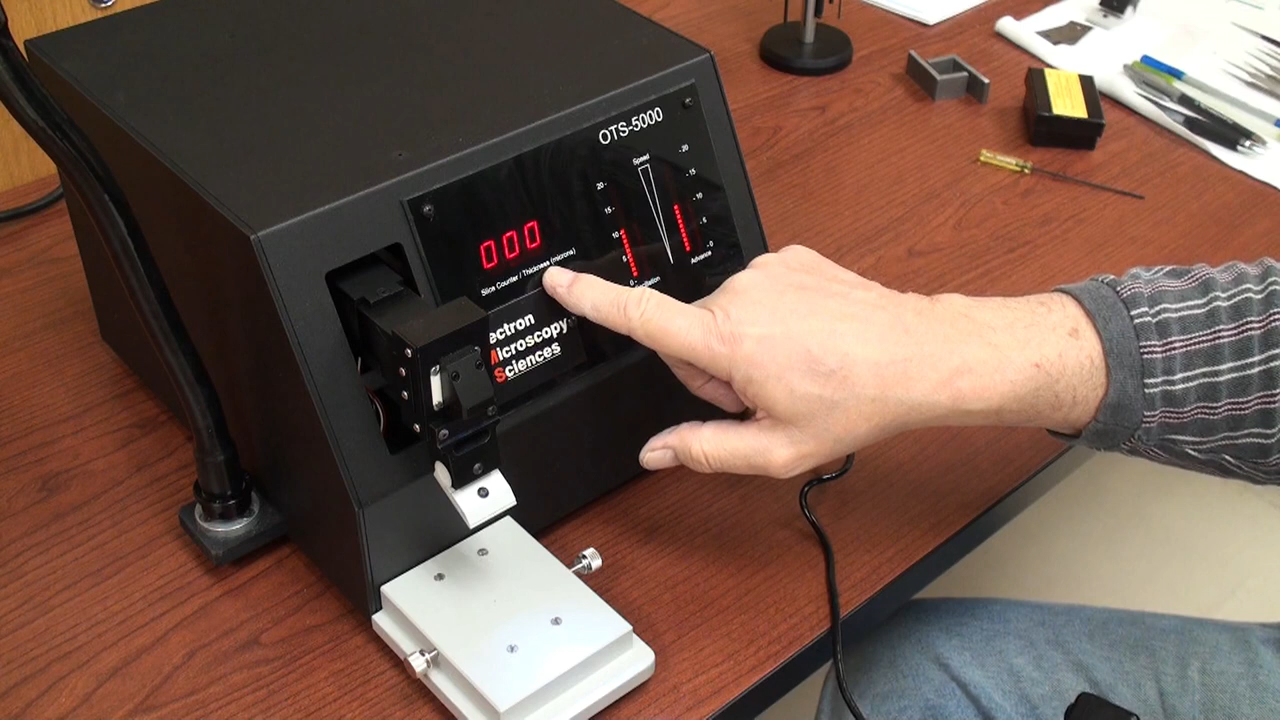 OTS-5000
Speed
20-
15-
10-
5
0-
-20
-15
-10
-5
-0
Advance
000
Slice Counter / Thickness (microns)
ectron
Microscopy
Sciences